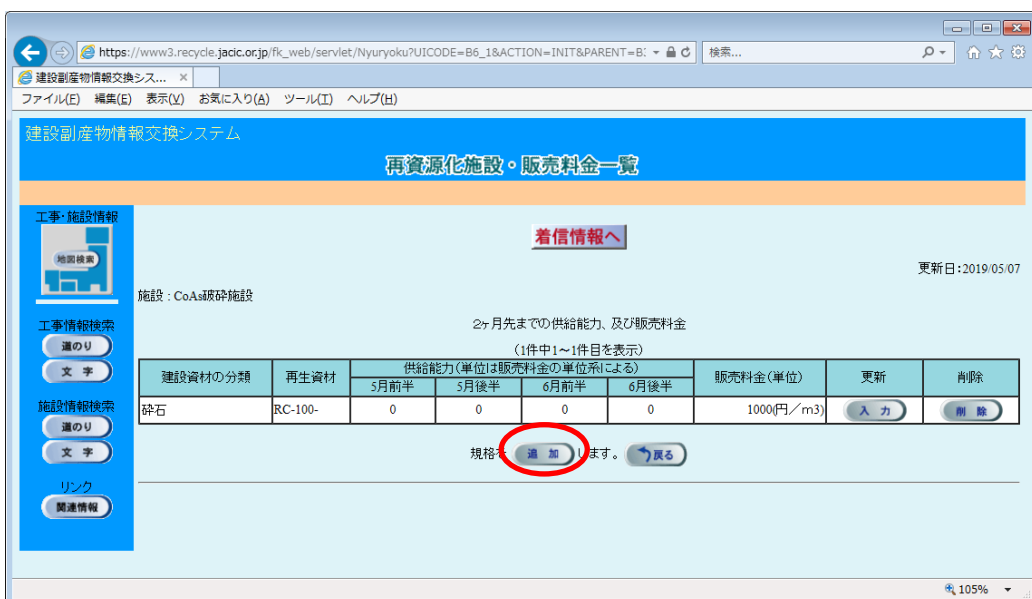 https://www3.recycle.jacic.or.jp/fk_web/servlet/Nyuryoku?UICODE=B6_1&ACTION=INIT&PARENT=B: 検索...
建設副産物情報交換シス... ×
ファイル(F) 編集(E) 表示(V) お気に入り(A) ツール(T) ヘルプ(H)
建設副産物情報交換システム
再資源化施設・販売料金一覧
工事・施設情報
地図検索
工事情報検索
道のり
文 字
施設情報検索
道のり
文 字
リンク
関連情報
着信情報へ
更新日:2019/05/07
施設 : CoAs破砕施設
2ヶ月先までの供給能力、及び販売料金
(1件中1~1件目を表示)
建設資材の分類 再生資材 供給能力(単位は販売料金の単位系による) 販売料金(単位) 更新 削除
5月前半 5月後半 6月前半 6月後半
砕石 RC-100- 0 0 0 0 1000(円/m3) 入 力 削 除
規格を 追 加 します。 戻る
105%